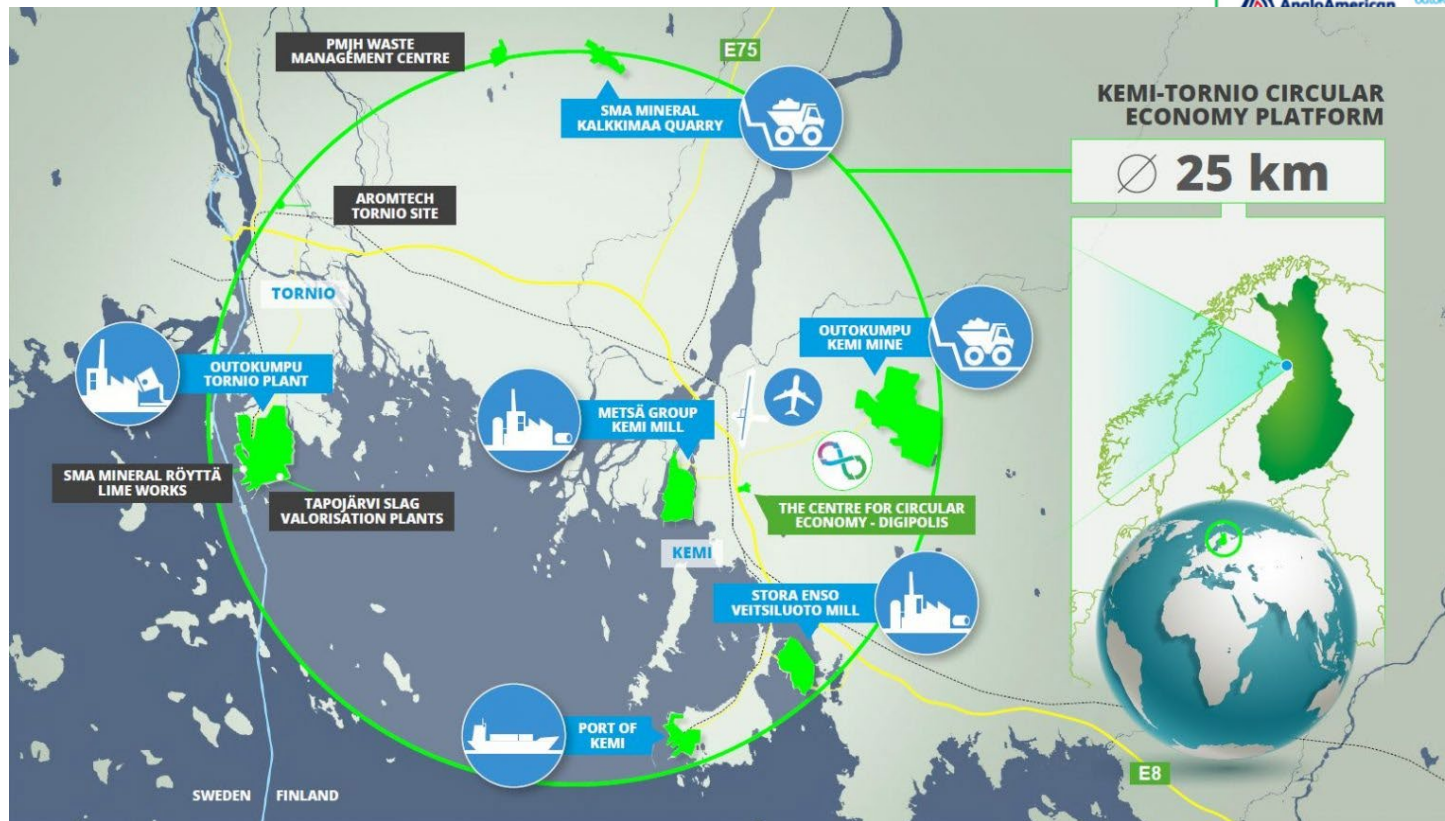 AngloAmerican
PMJH WASTE
MANAGEMENT CENTRE
E75
SMA MINERAL
KALKKIMAA QUARRY
KEMI-TORNIO CIRCULAR
ECONOMY PLATFORM
∅ 25 km
AROMTECH
TORNIO SITE
TORNIO
OUTOKUMPU
KEMI MINE
OUTOKUMPU
TORNIO PLANT
METSÄ GROUP
KEMI MILL
SMA MINERAL RÖYTTÄ
LIME WORKS
TAPOJÄRVI SLAG
VALORISATION PLANTS
THE CENTRE FOR CIRCULAR
ECONOMY - DIGIPOLIS
KEMI
STORA ENSO
VEITSILUOTO MILL
PORT OF
KEMI
E8
SWEDEN
FINLAND